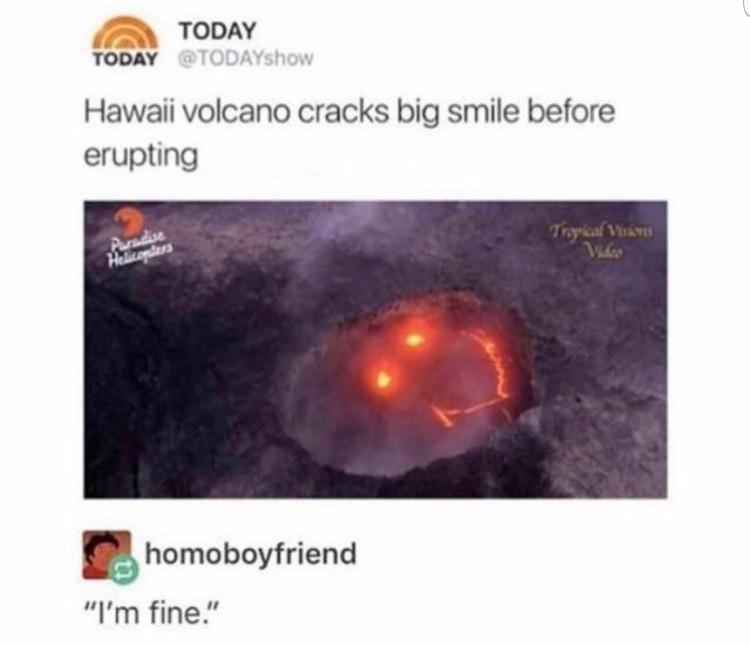 TODAY
TODAY @TODAYshow
Hawaii volcano cracks big smile before
erupting
Paradise
Helicopters
Tropical Visions
Video
homoboyfriend
"I'm fine."